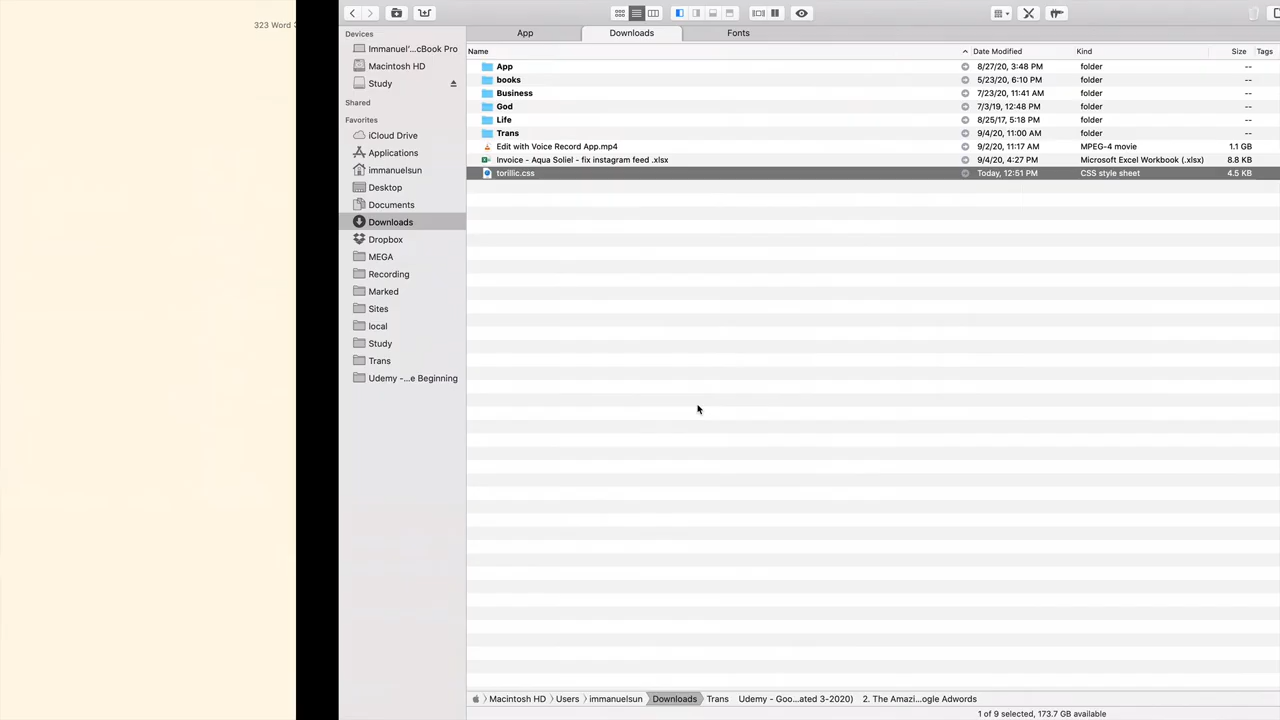 323 Word
App Downloads Fonts
Name Date Modified Kind Size Tags
Devices
Immanuel'...cBook Pro
Macintosh HD
Study
Shared
Favorites
iCloud Drive
Applications
immanuelsun
Desktop
Documents
Downloads
Dropbox
MEGA
Recording
Marked
Sites
local
Study
Trans
Udemy -...e Beginning
App 8/27/20, 3:48 PM folder --
books 5/23/20, 6:10 PM folder --
Business 7/23/20, 11:41 AM folder --
God 7/3/19, 12:48 PM folder --
Life 8/25/17, 5:18 PM folder --
Trans 9/4/20, 11:00 AM folder --
Edit with Voice Record App.mp4 9/2/20, 11:17 AM MPEG-4 movie 1.1 GB
Invoice - Aqua Soliel - fix instagram feed .xlsx 9/4/20, 4:27 PM Microsoft Excel Workbook (.xlsx) 8.8 KB
torillic.css Today, 12:51 PM CSS style sheet 4.5 KB
Macintosh HD Users immanuelsun Downloads Trans Udemy - Goo...ated 3-2020) 2. The Amazi...ogle Adwords
1 of 9 selected, 173.7 GB available